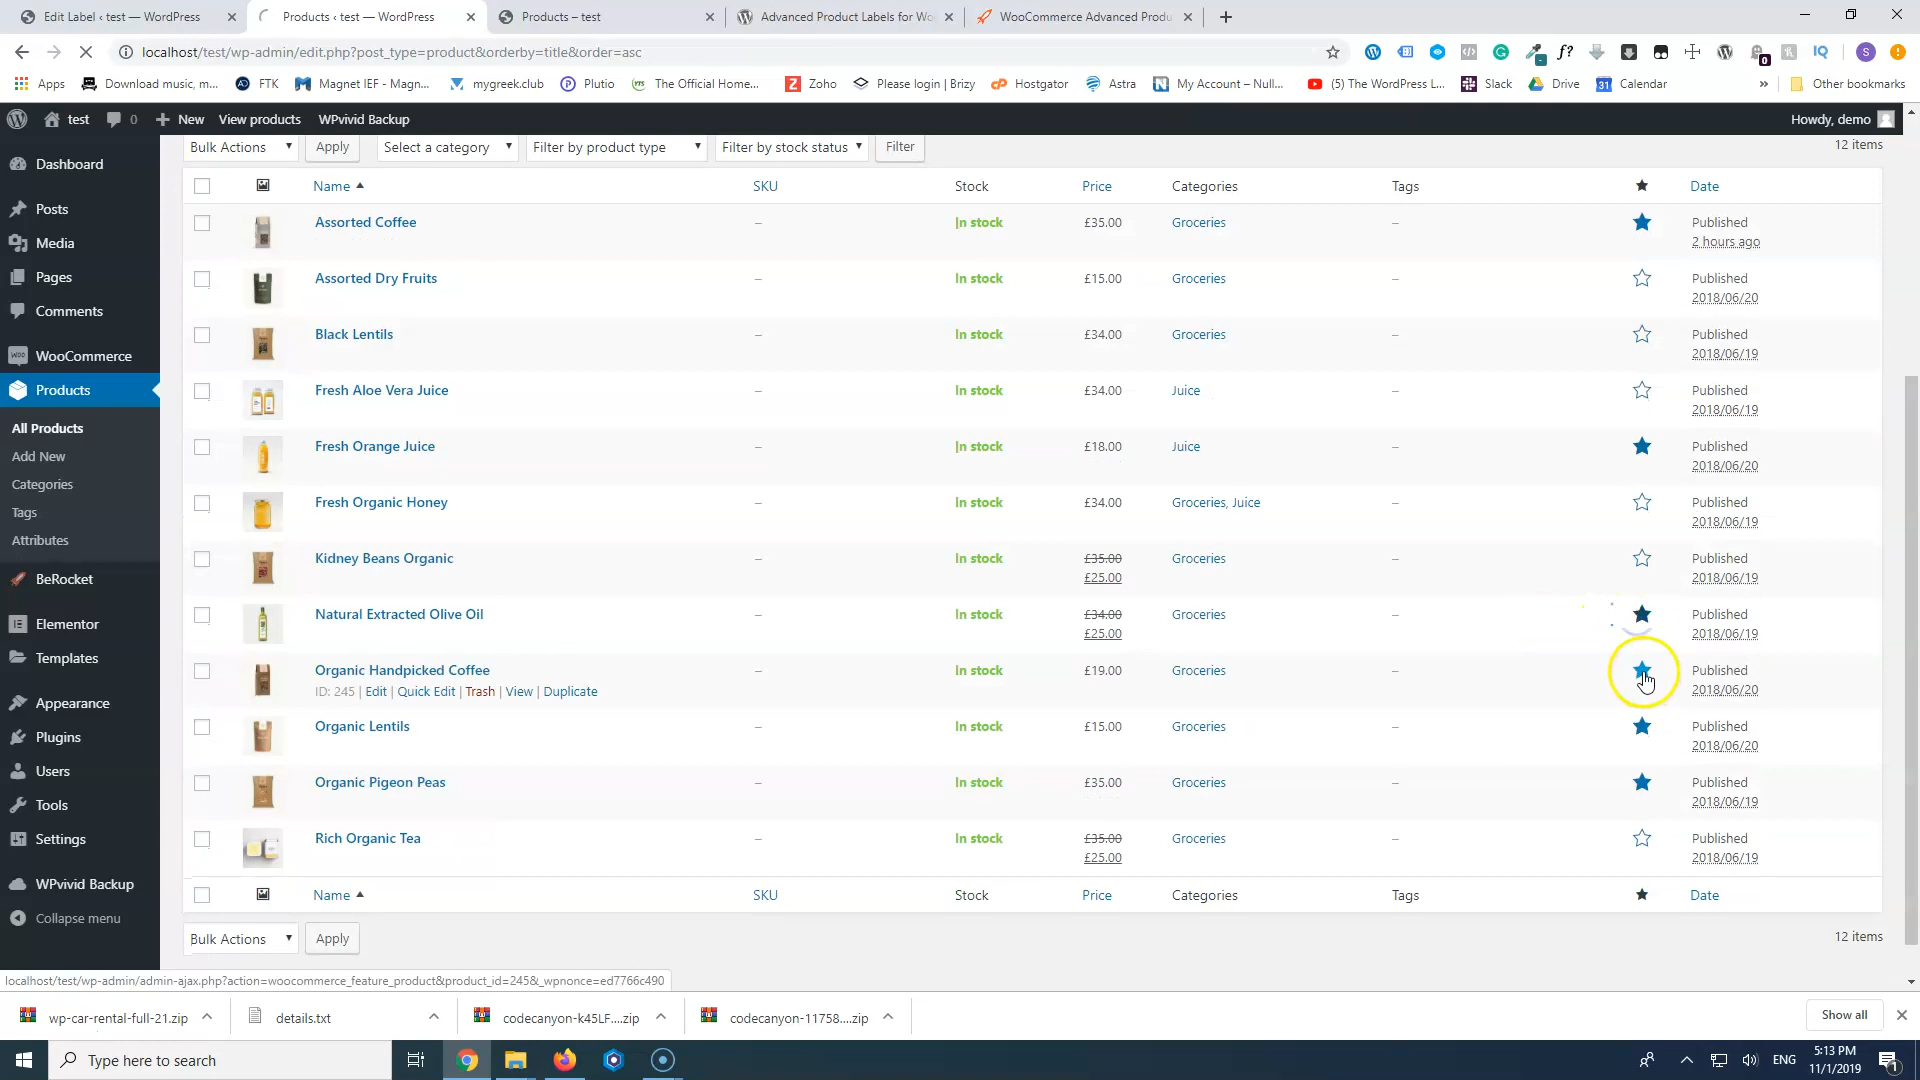 Edit Label ‹ test — WordPress
Products ‹ test — WordPress
Products – test
Advanced Product Labels for Wo
WooCommerce Advanced Produ
localhost/test/wp-admin/edit.php?post_type=product&orderby=title&order=asc
Apps
Download music, m...
FTK
Magnet IEF - Magn...
mygreek.club
Plutio
The Official Home...
Zoho
Please login | Brizy
Hostgator
Astra
My Account – Null...
(5) The WordPress L...
Slack
Drive
Calendar
Other bookmarks
test
0
New
View products
WPvivid Backup
Howdy, demo
Dashboard
Posts
Media
Pages
Comments
WooCommerce
Products
All Products
Add New
Categories
Tags
Attributes
BeRocket
Elementor
Templates
Appearance
Plugins
Users
Tools
Settings
WPvivid Backup
Collapse menu
Bulk Actions
Apply
Select a category
Filter by product type
Filter by stock status
Filter
12 items
Name SKU Stock Price Categories Tags Date
Assorted Coffee – In stock £35.00 Groceries – Published
2 hours ago
Assorted Dry Fruits – In stock £15.00 Groceries – Published
2018/06/20
Black Lentils – In stock £34.00 Groceries – Published
2018/06/19
Fresh Aloe Vera Juice – In stock £34.00 Juice – Published
2018/06/19
Fresh Orange Juice – In stock £18.00 Juice – Published
2018/06/20
Fresh Organic Honey – In stock £34.00 Groceries, Juice – Published
2018/06/19
Kidney Beans Organic – In stock £35.00 Groceries – Published
£25.00 2018/06/19
Natural Extracted Olive Oil – In stock £34.00 Groceries – Published
£25.00 2018/06/19
Organic Handpicked Coffee – In stock £19.00 Groceries – Published
ID: 245 | Edit | Quick Edit | Trash | View | Duplicate 2018/06/20
Organic Lentils – In stock £15.00 Groceries – Published
2018/06/20
Organic Pigeon Peas – In stock £35.00 Groceries – Published
2018/06/19
Rich Organic Tea – In stock £35.00 Groceries – Published
£25.00 2018/06/19
Name SKU Stock Price Categories Tags Date
Bulk Actions
Apply
12 items
localhost/test/wp-admin/admin-ajax.php?action=woocommerce_feature_product&product_id=245&_wpnonce=ed7766c490
wp-car-rental-full-21.zip
details.txt
codecanyon-k45LF....zip
codecanyon-11758....zip
Show all
Type here to search
ENG
5:13 PM
11/1/2019
1